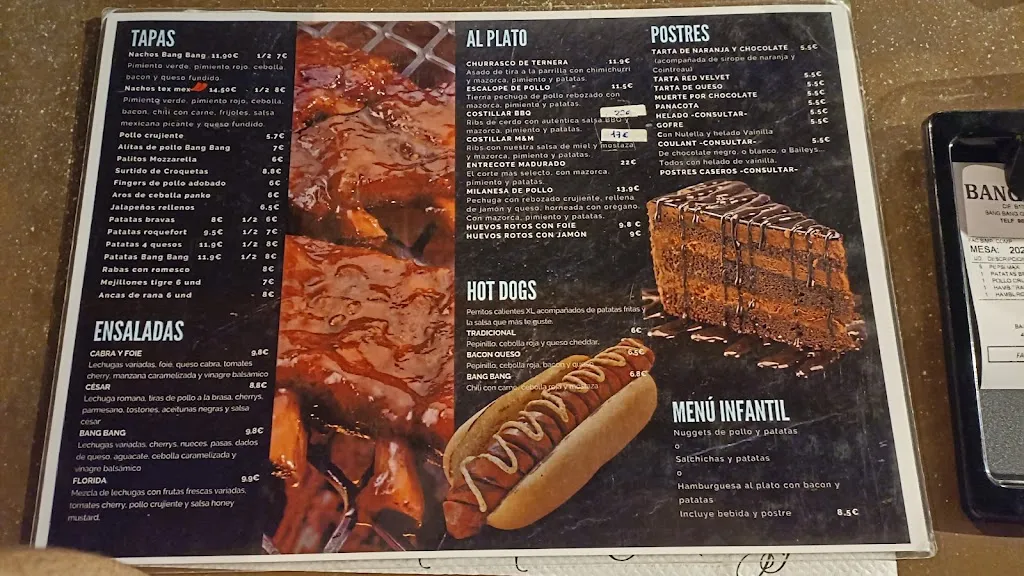 TAPAS
Nachos Bang Bang 11,90€ 1/2 7€
Pimiento verde, pimiento rojo, cebolla,
bacon y queso fundido.
Nachos tex mex 14,50€ 1/2 8€
Pimiento verde, pimiento rojo, cebolla,
bacon, chili con carne, frijoles, salsa
mexicana picante y queso fundido.
Pollo crujiente 5.7€
Alitas de pollo Bang Bang 7€
Palitos Mozzarella 6€
Surtido de Croquetas 8,8€
Fingers de pollo adobado 6€
Aros de cebolla panko 6€
Jalapeños rellenos 6.5€
Patatas bravas 8€ 1/2 6€
Patatas roquefort 9.5€ 1/2 7€
Patatas 4 quesos 11.9€ 1/2 8€
Patatas Bang Bang 11.9€ 1/2 8€
Rabas con romesco 8€
Mejillones tigre 6 und 7€
Ancas de rana 6 und 8€
ENSALADAS
CABRA Y FOIE 9.8€
Lechugas variadas, foie, queso cabra, tomates
cherry, manzana caramelizada y vinagre balsámico
CÉSAR 8,8€
Lechuga romana, tiras de pollo a la brasa, cherrys,
parmesano, tostones, aceitunas negras y salsa
césar
BANG BANG 9.8€
Lechugas variadas, cherrys, nueces, pasas, dados
de queso, aguacate, cebolla caramelizada y
vinagre balsámico
FLORIDA 9.9€
Mezcla de lechugas con frutas frescas variadas,
tomates cherry, pollo crujiente y salsa honey
mustard.
AL PLATO
CHURRASCO DE TERNERA 11.9€
Asado de tira a la parrilla con chimichurri
y mazorca, pimiento y patatas.
ESCALOPE DE POLLO 11.5€
Tierna pechuga de pollo rebozado con
mazorca, pimiento y patatas.
COSTILLAR BBQ
Ribs de cerdo con auténtica salsa BBQ y
mazorca, pimiento y patatas.
COSTILLAR M&M 17€
Ribs con nuestra salsa de miel y mostaza
y mazorca, pimiento y patatas.
ENTRECOTE MADURADO 22€
El corte mas selecto, con mazorca,
pimiento y patatas.
MILANESA DE POLLO 13.9€
Pechuga con rebozado crujiente, rellena
de jamón y queso, horneada con orégano.
Con mazorca, pimiento y patatas.
HUEVOS ROTOS CON FOIE 9.8 €
HUEVOS ROTOS CON JAMÓN 9€
HOT DOGS
Perritos calientes XL acompañados de patatas fritas y
la salsa que más le guste.
TRADICIONAL 6€
Pepinillo, cebolla roja y queso cheddar.
BACON QUESO 6.5€
Pepinillo, cebolla roja, bacon y queso
BANG BANG 6.8€
Chili con carne, cebolla roja y mostaza
POSTRES
TARTA DE NARANJA Y CHOCOLATE 5.5€
(acompañada de sirope de naranja y
Cointreau)
TARTA RED VELVET 5.5€
TARTA DE QUESO 5.5€
MUERTE POR CHOCOLATE 5.5€
PANACOTA 5.5€
HELADO -CONSULTAR- 5.5€
GOFRE 5.5€
Con Nutella y helado Vainilla
COULANT -CONSULTAR- 5.5€
De chocolate negro, o blanco, o Baileys...
Todos con helado de vainilla.
POSTRES CASEROS -CONSULTAR-
MENÚ INFANTIL
Nuggets de pollo y patatas
o
Salchichas y patatas
o
Hamburguesa al plato con bacon y
patatas
Incluye bebida y postre 8.5€
BANG
MESA: 202